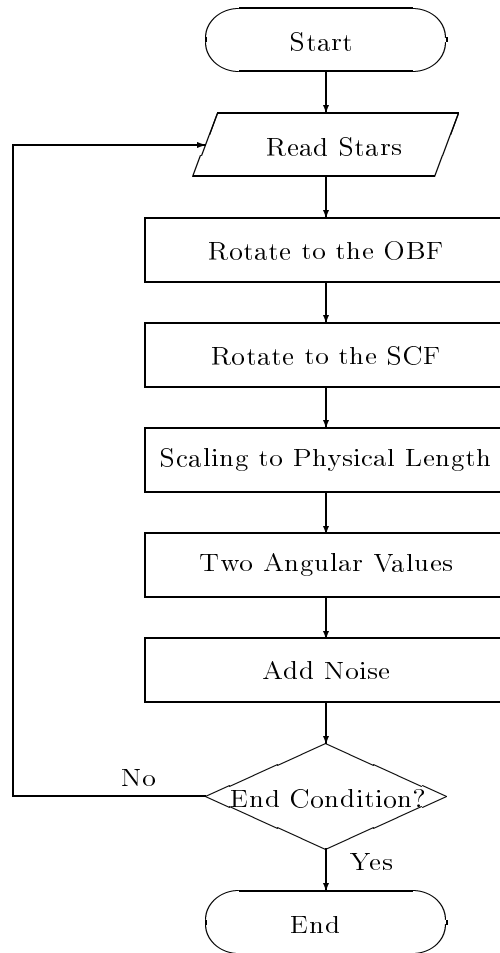 Start
Read Stars
Rotate to the OBF
Rotate to the SCF
Scaling to Physical Length
Two Angular Values
Add Noise
No
End Condition?
Yes
End